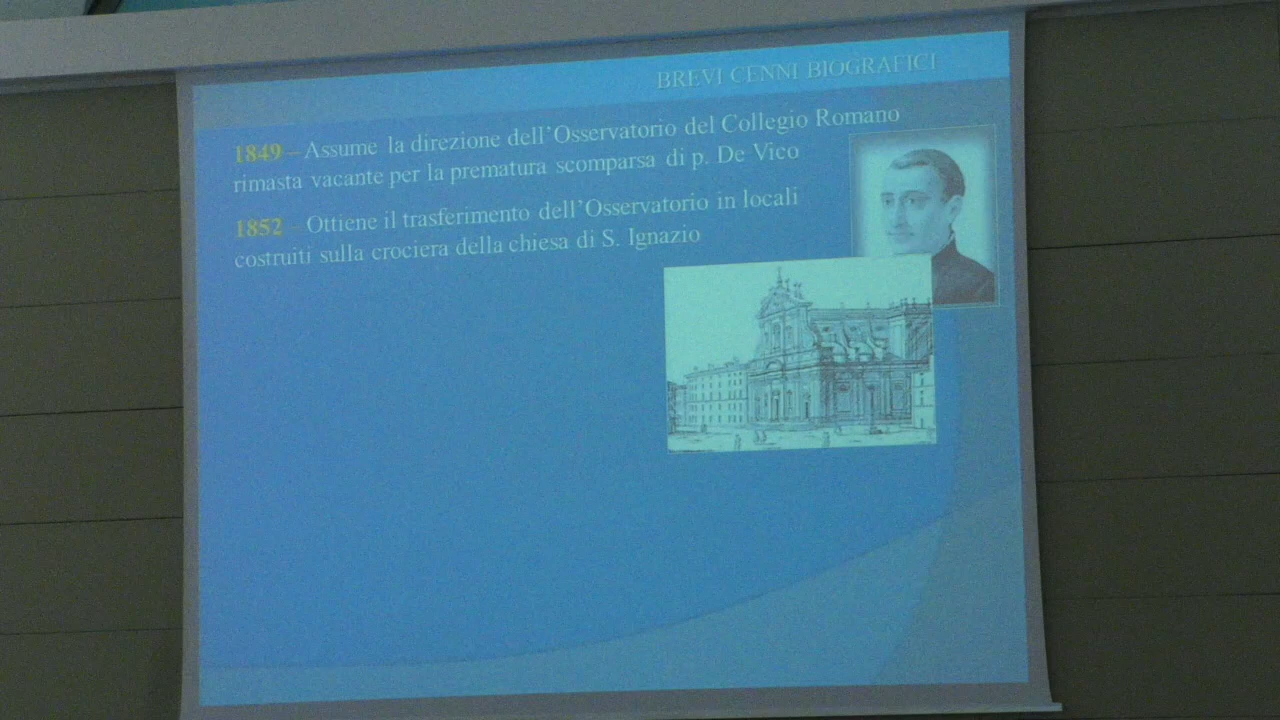 BREVI CENNI BIOGRAFICI
1849 – Assume la direzione dell'Osservatorio del Collegio Romano
rimasta vacante per la prematura scomparsa di p. De Vico
1852 – Ottiene il trasferimento dell'Osservatorio in locali
costruiti sulla crociera della chiesa di S. Ignazio